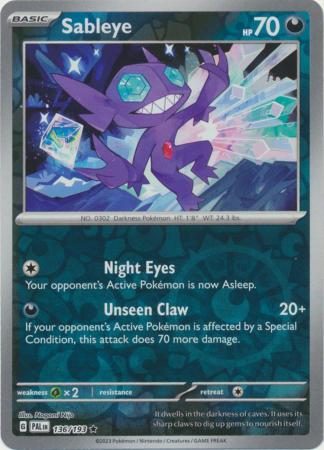 BASIC
Sableye
HP 70
NO. 0302 Darkness Pokémon HT: 1'8" WT: 24.3 lbs.
Night Eyes
Your opponent's Active Pokémon is now Asleep.
Unseen Claw 20+
If your opponent's Active Pokémon is affected by a
Special Condition, this attack does 70 more damage.
weakness ×2 resistance retreat
Illus. Nagomi Nijo
G PAL EN 136/193 ★
It dwells in the darkness of caves. It uses
its sharp claws to dig up gems to
nourish itself.
©2023 Pokémon / Nintendo / Creatures / GAME FREAK